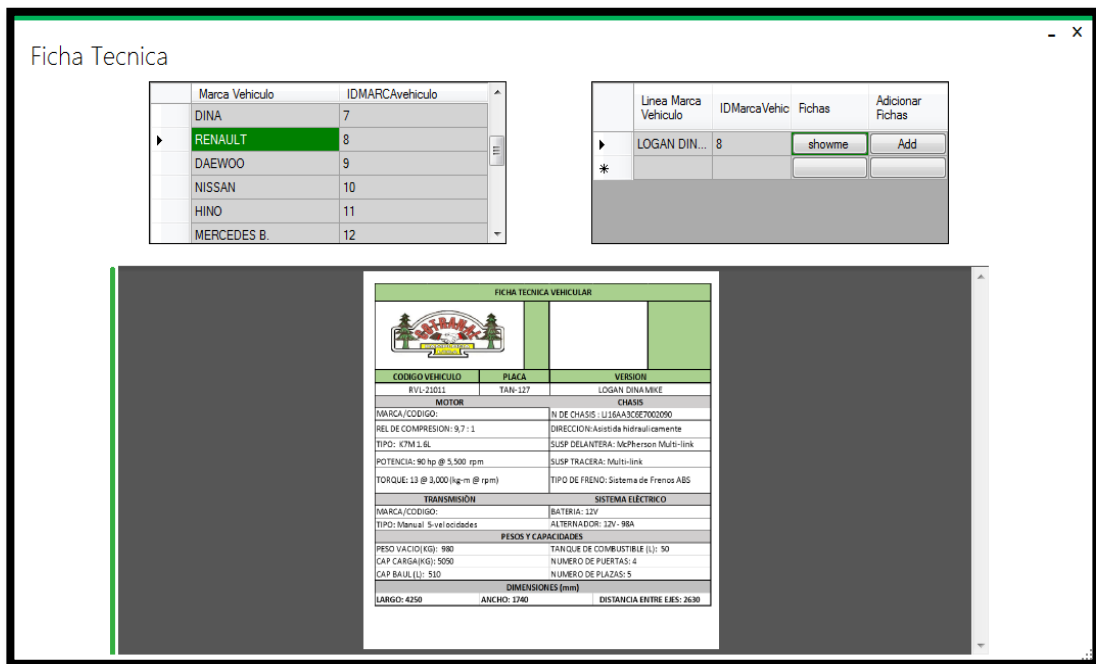 Ficha Tecnica
Marca Vehiculo IDMARCAvehiculo
DINA 7
RENAULT 8
DAEWOO 9
NISSAN 10
HINO 11
MERCEDES B. 12
Linea Marca Vehiculo IDMarcaVehic Fichas Adicionar Fichas
LOGAN DIN... 8 showme Add
FICHA TECNICA VEHICULAR
CODIGO VEHICULO PLACA VERSION
RVL-21011 TAN-127 LOGAN DINAMIKE
MOTOR CHASIS
MARCA/CODIGO: N DE CHASIS : LJ16AA3C6E7002090
REL DE COMPRESION: 9,7 : 1 DIRECCION:Asistida hidraulicamente
TIPO: K7M 1.6L SUSP DELANTERA: McPherson Multi-link
POTENCIA: 90 hp @ 5,500 rpm SUSP TRACERA: Multi-link
TORQUE: 13 @ 3,000 (kg-m @ rpm) TIPO DE FRENO: Sistema de Frenos ABS
TRANSMISIÒN SISTEMA ELÈCTRICO
MARCA/CODIGO: BATERIA: 12V
TIPO: Manual 5-velocidades ALTERNADOR: 12V - 98A
PESOS Y CAPACIDADES
PESO VACIO(KG): 980 TANQUE DE COMBUSTIBLE (L): 50
CAP CARGA(KG): 5050 NUMERO DE PUERTAS: 4
CAP BAUL (L): 510 NUMERO DE PLAZAS: 5
DIMENSIONES (mm)
LARGO: 4250 ANCHO: 1740 DISTANCIA ENTRE EJES: 2630